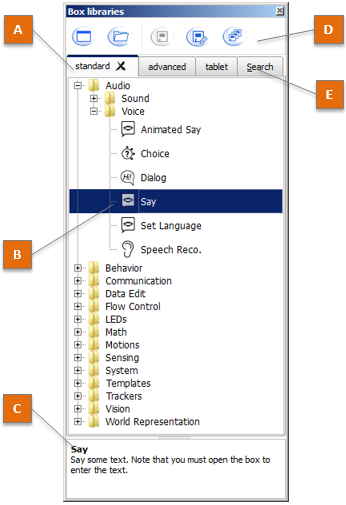 Box libraries
A
D
standard advanced tablet Search
E
Audio
Sound
Voice
Animated Say
Choice
Hi! Dialog
Say
B
Set Language
Speech Reco.
Behavior
Communication
Data Edit
Flow Control
LEDs
Math
Motions
Sensing
System
Templates
Trackers
Vision
World Representation
C
Say
Say some text. Note that you must open the box to
enter the text.